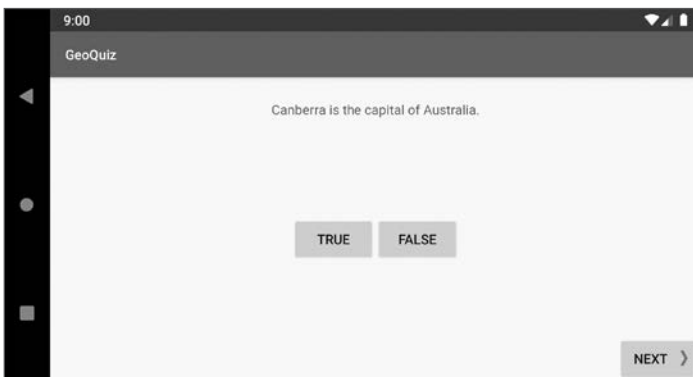 9:00
GeoQuiz
Canberra is the capital of Australia.
TRUE FALSE
NEXT